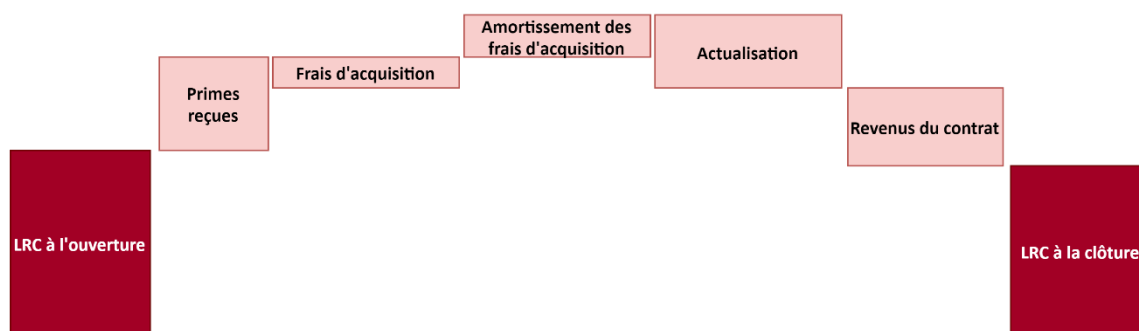 LRC à l'ouverture
Primes
reçues
Frais d'acquisition
Amortissement des
frais d'acquisition
Actualisation
Revenus du contrat
LRC à la clôture